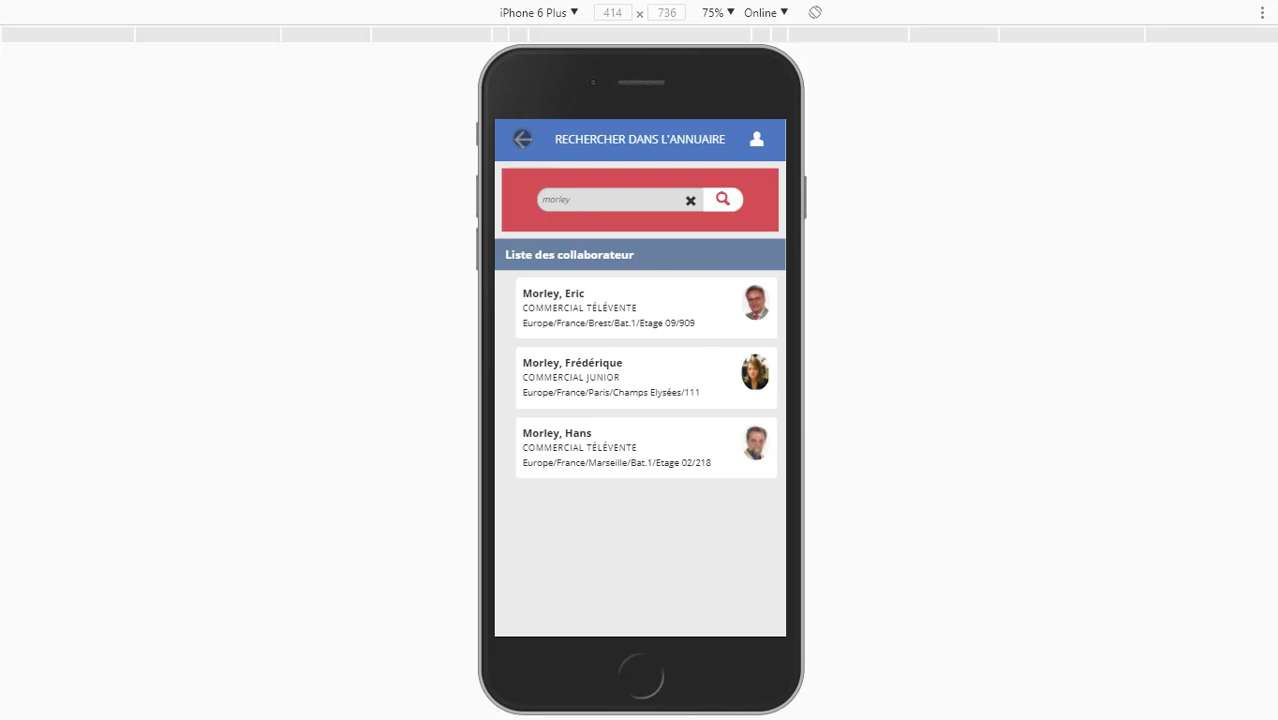 iPhone 6 Plus ▼ 414 x 736 75% ▼ Online ▼
RECHERCHER DANS L'ANNUAIRE
morley
Liste des collaborateur
Morley, Eric
COMMERCIAL TÉLÉVENTE
Europe/France/Brest/Bat.1/Etage 09/909
Morley, Frédérique
COMMERCIAL JUNIOR
Europe/France/Paris/Champs Elysées/111
Morley, Hans
COMMERCIAL TÉLÉVENTE
Europe/France/Marseille/Bat.1/Etage 02/218